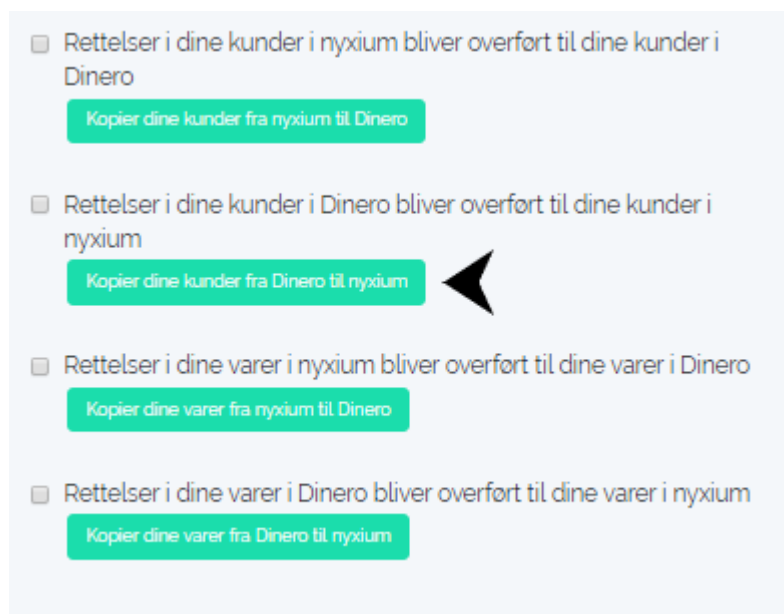 Rettelser i dine kunder i nyxium bliver overført til dine kunder i
Dinero
Kopier dine kunder fra nyxium til Dinero
Rettelser i dine kunder i Dinero bliver overført til dine kunder i
nyxium
Kopier dine kunder fra Dinero til nyxium
Rettelser i dine varer i nyxium bliver overført til dine varer i Dinero
Kopier dine varer fra nyxium til Dinero
Rettelser i dine varer i Dinero bliver overført til dine varer i nyxium
Kopier dine varer fra Dinero til nyxium